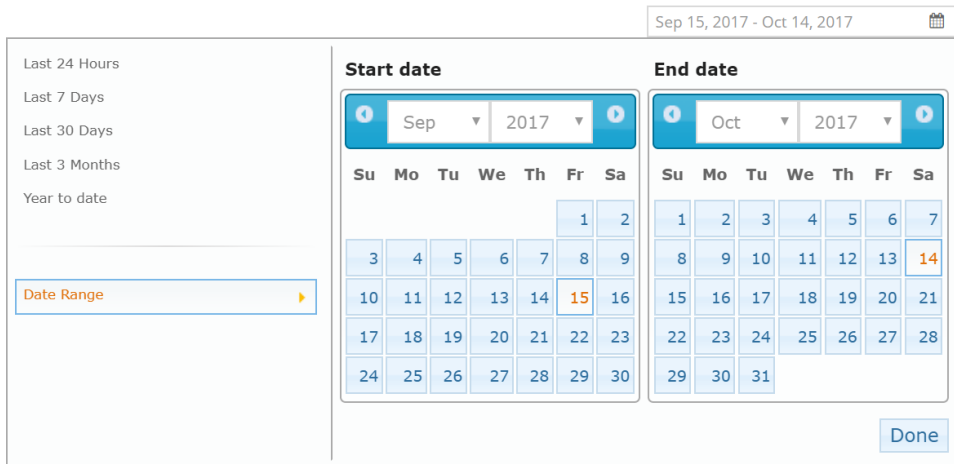 Sep 15, 2017 - Oct 14, 2017
Last 24 Hours
Last 7 Days
Last 30 Days
Last 3 Months
Year to date
Date Range
Start date
Sep 2017
Su Mo Tu We Th Fr Sa
1 2
3 4 5 6 7 8 9
10 11 12 13 14 15 16
17 18 19 20 21 22 23
24 25 26 27 28 29 30
End date
Oct 2017
Su Mo Tu We Th Fr Sa
1 2 3 4 5 6 7
8 9 10 11 12 13 14
15 16 17 18 19 20 21
22 23 24 25 26 27 28
29 30 31
Done